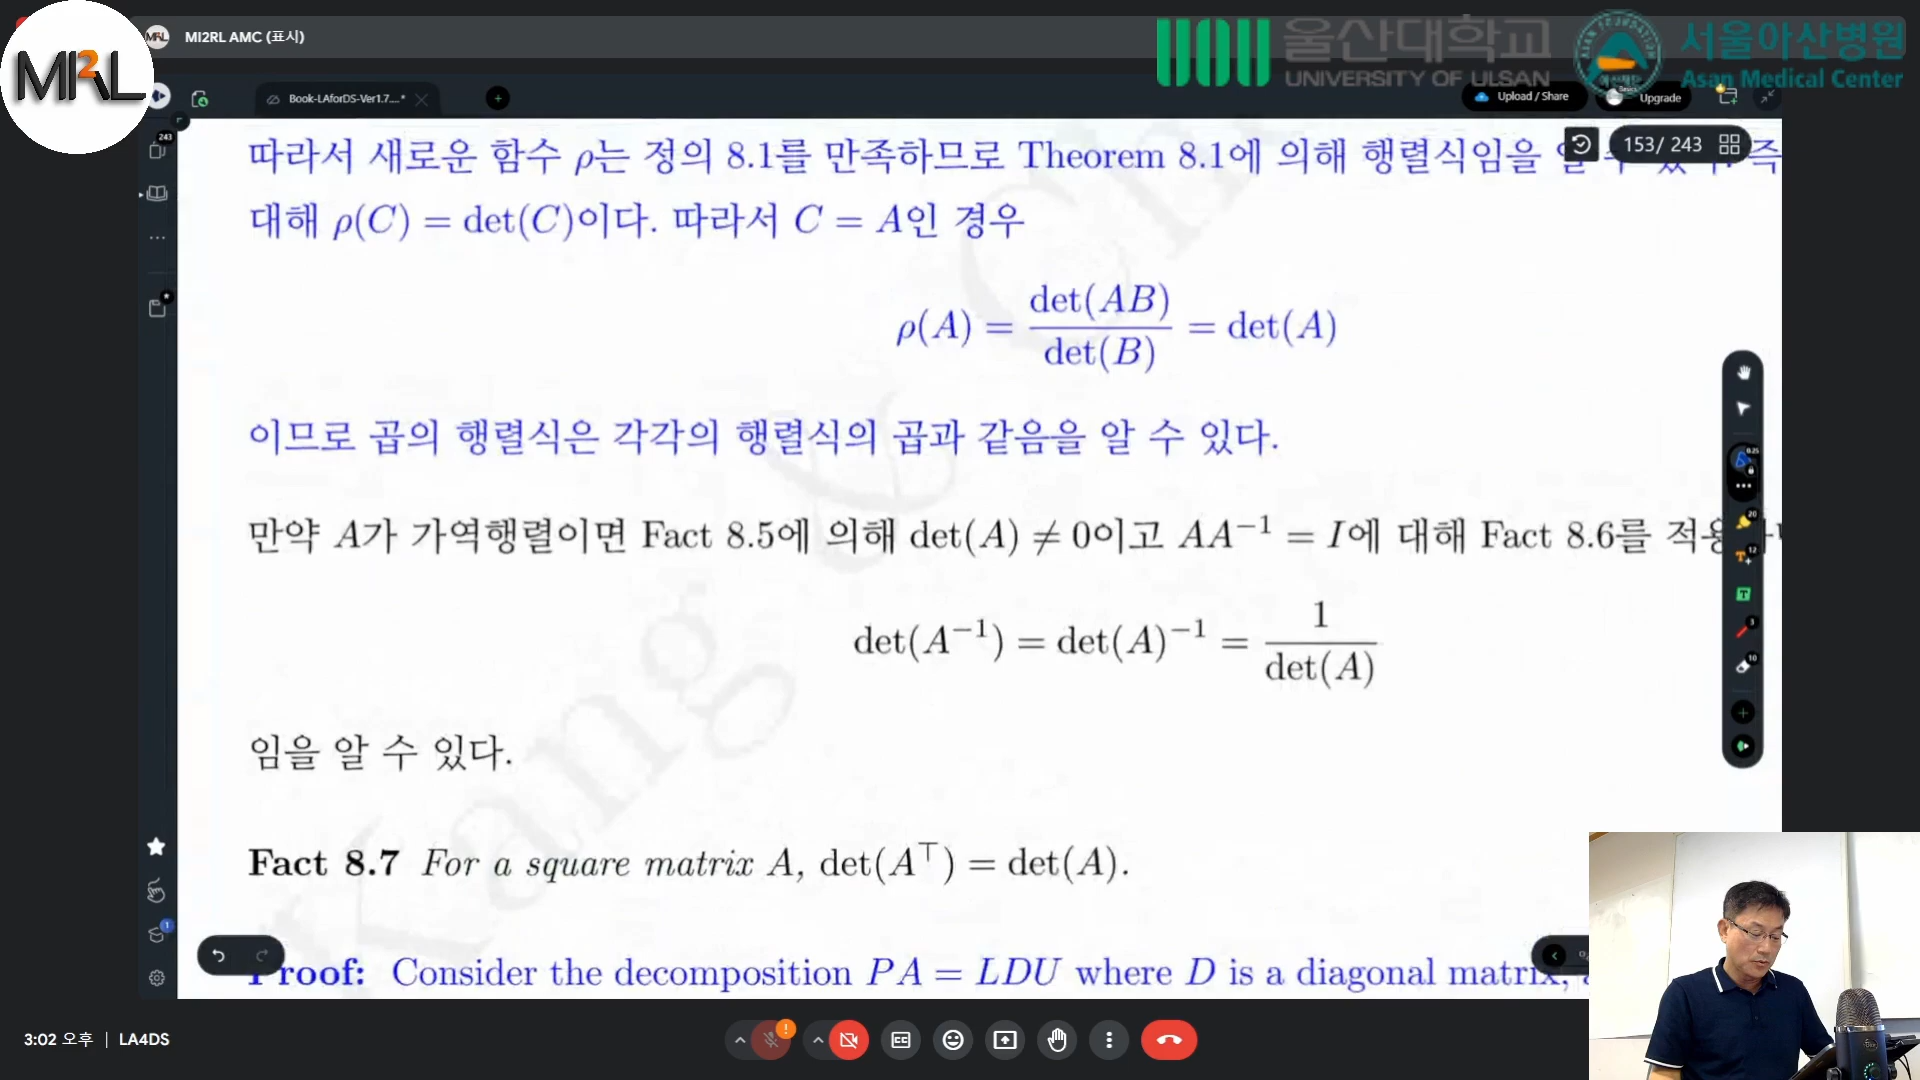 MI2RL AMC (표시)
MI2RL
울산대학교
UNIVERSITY OF ULSAN
서울아산병원
Asan Medical Center
Book-LAforDS-Ver1.7...*
Upload / Share
Upgrade
243
153/ 243
따라서 새로운 함수 ρ는 정의 8.1를 만족하므로 Theorem 8.1에 의해 행렬식임을 즉
대해 ρ(C) = det(C)이다. 따라서 C = A인 경우
ρ(A) = det(AB) / det(B) = det(A)
이므로 곱의 행렬식은 각각의 행렬식의 곱과 같음을 알 수 있다.
만약 A가 가역행렬이면 Fact 8.5에 의해 det(A) ≠ 0이고 AA⁻¹ = I에 대해 Fact 8.6를
det(A⁻¹) = det(A)⁻¹ = 1 / det(A)
임을 알 수 있다.
Fact 8.7 For a square matrix A, det(A⊤) = det(A).
Proof: Consider the decomposition PA = LDU where D is a diagonal matrix,
Kang &
3:02 오후 | LA4DS